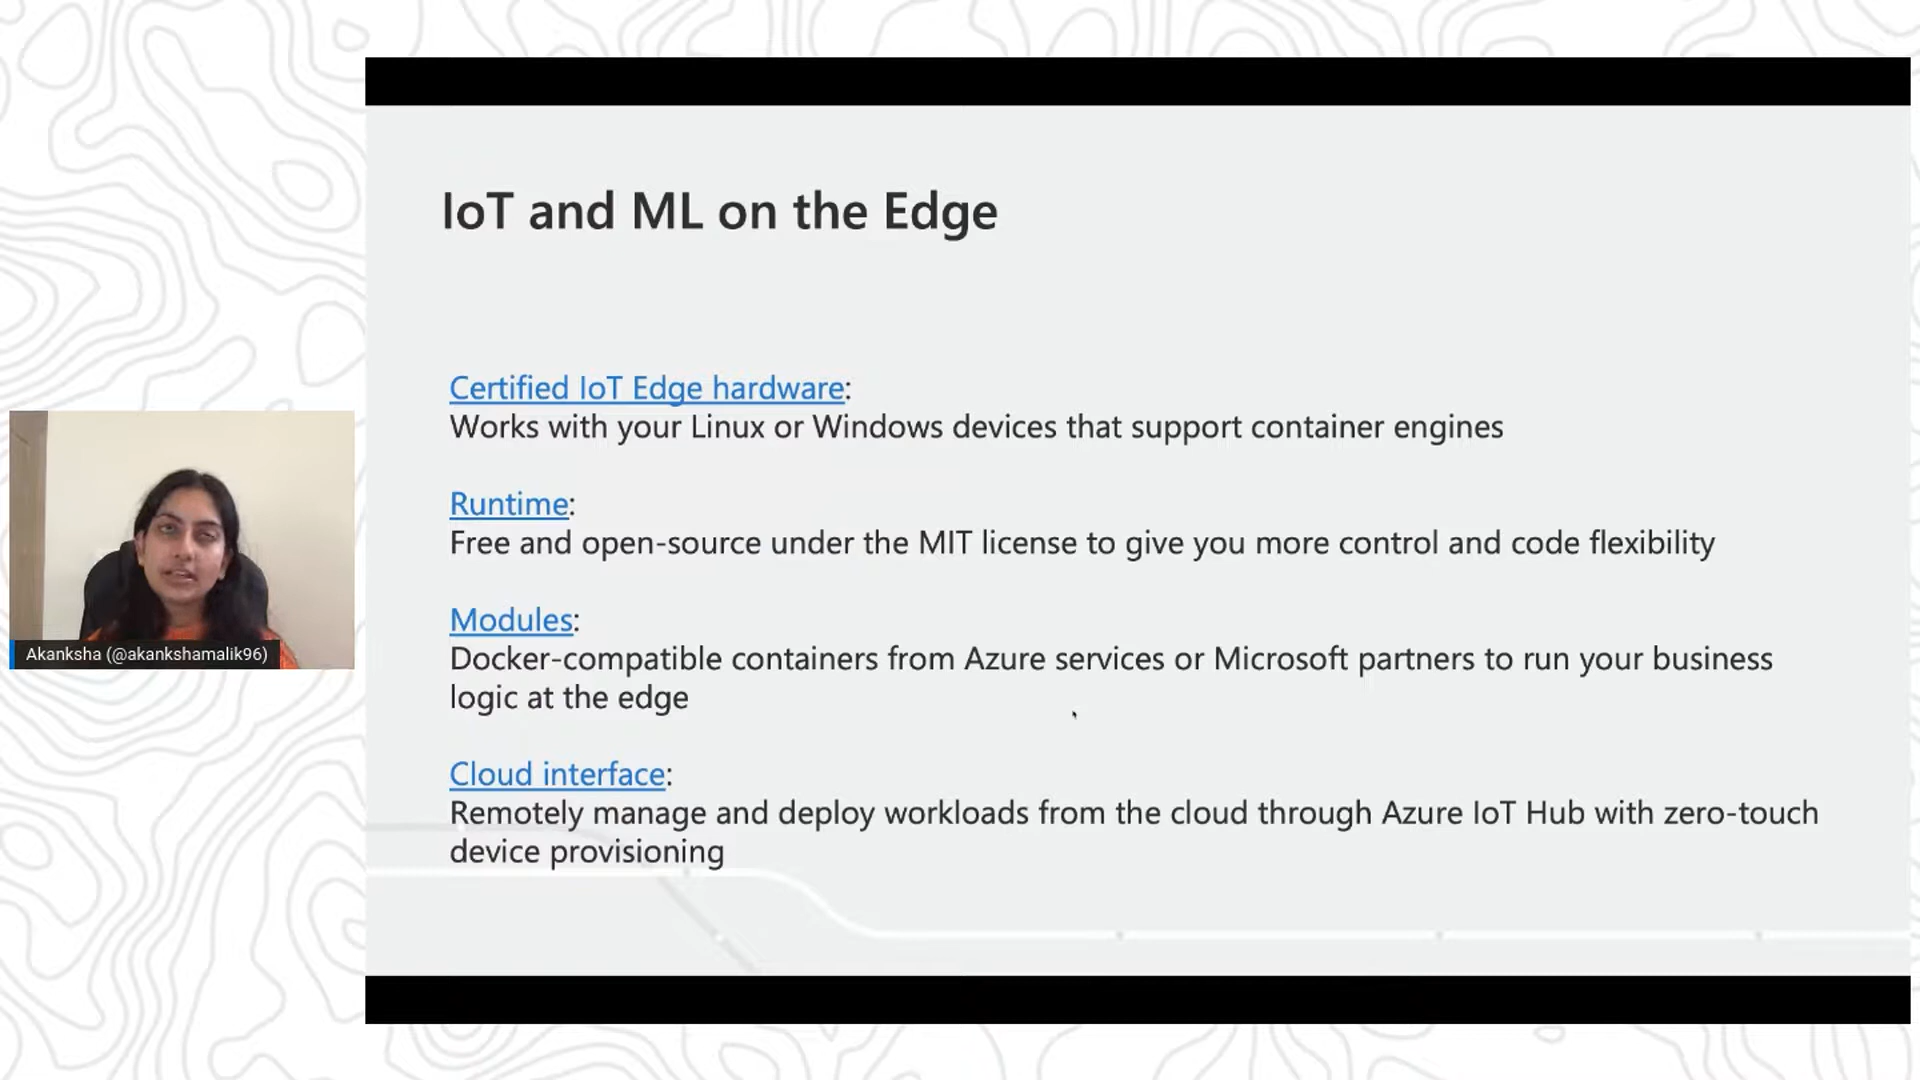 IoT and ML on the Edge
Certified IoT Edge hardware:
Works with your Linux or Windows devices that support container engines
Runtime:
Free and open-source under the MIT license to give you more control and code flexibility
Modules:
Docker-compatible containers from Azure services or Microsoft partners to run your business
logic at the edge
Cloud interface:
Remotely manage and deploy workloads from the cloud through Azure IoT Hub with zero-touch
device provisioning
Akanksha (@akankshamalik96)